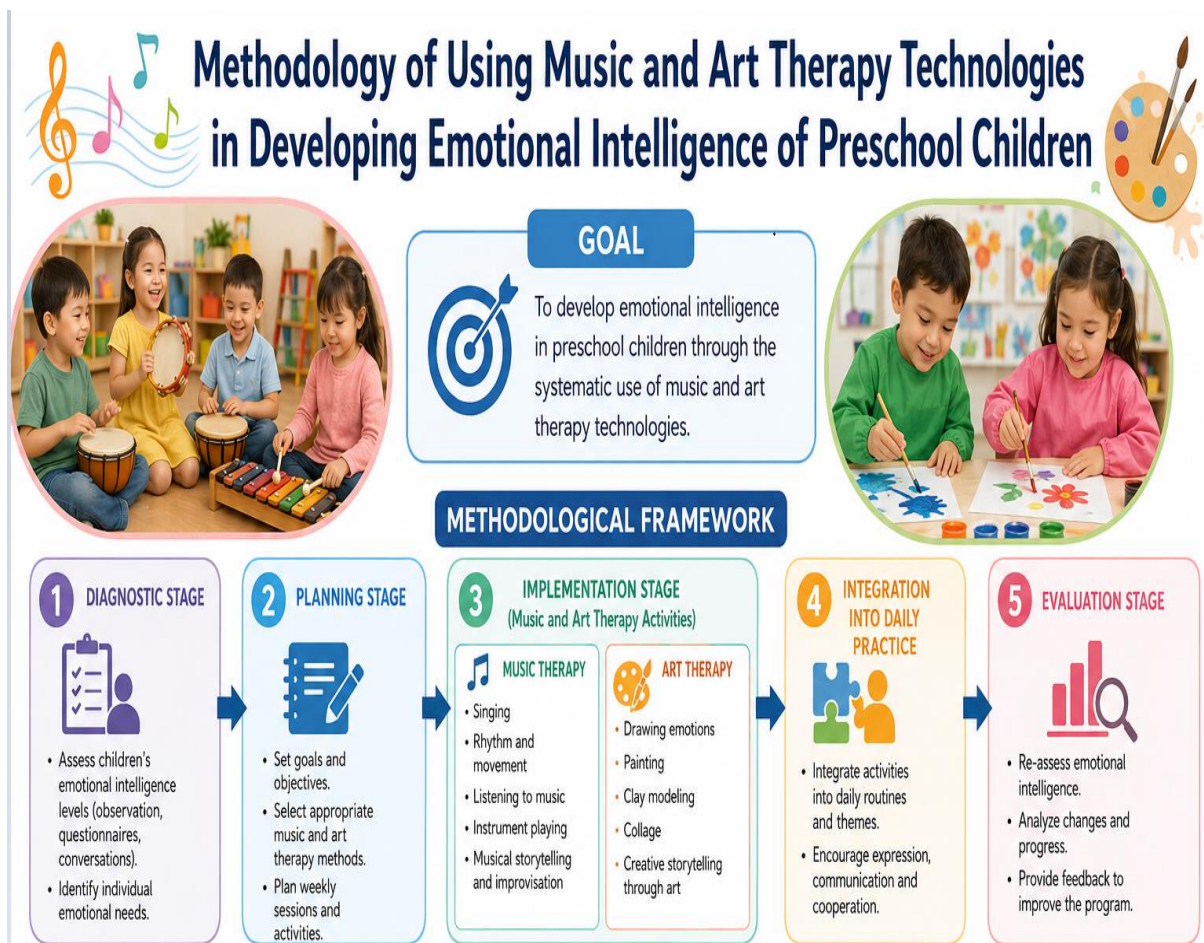 Methodology of Using Music and Art Therapy Technologies
in Developing Emotional Intelligence of Preschool Children
GOAL
To develop emotional intelligence
in preschool children through the
systematic use of music and art
therapy technologies.
METHODOLOGICAL FRAMEWORK
1 DIAGNOSTIC STAGE
• Assess children's
emotional intelligence
levels (observation,
questionnaires,
conversations).
• Identify individual
emotional needs.
2 PLANNING STAGE
• Set goals and
objectives.
• Select appropriate
music and art
therapy methods.
• Plan weekly
sessions and
activities.
3 IMPLEMENTATION STAGE
(Music and Art Therapy Activities)
MUSIC THERAPY
• Singing
• Rhythm and
movement
• Listening to music
• Instrument playing
• Musical storytelling
and improvisation
ART THERAPY
• Drawing emotions
• Painting
• Clay modeling
• Collage
• Creative storytelling
through art
4 INTEGRATION
INTO DAILY
PRACTICE
• Integrate activities
into daily routines
and themes.
• Encourage expression,
communication and
cooperation.
5 EVALUATION STAGE
• Re-assess emotional
intelligence.
• Analyze changes and
progress.
• Provide feedback to
improve the program.